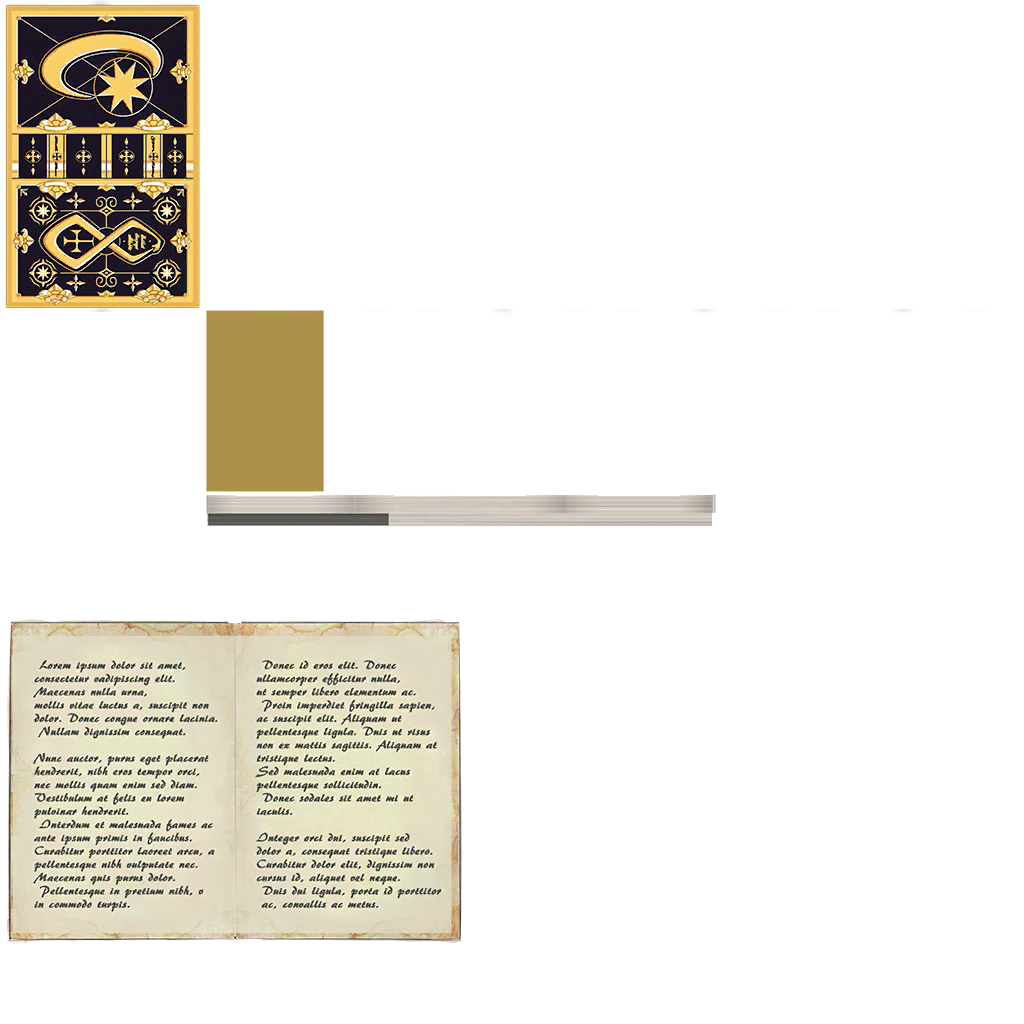 Lorem ipsum dolor sit amet,
consectetur vadipiscing elit.
Maecenas nulla urna,
mollis vitae luctus a, suscipit non
dolor. Donec congue ornare lacinia.
Nullam dignissim consequat.
Nunc auctor, purus eget placerat
hendrerit, nibh eros tempor orci,
nec mollis quam enim sed diam.
Vestibulum at felis eu lorem
pulvinar hendrerit.
Interdum et malesuada fames ac
ante ipsum primis in faucibus.
Curabitur porttitor laoreet arcu, a
pellentesque nibh vulputate nec.
Maecenas quis purus dolor.
Pellentesque in pretium nibh, v
in commodo turpis.
Donec id eros elit. Donec
ullamcorper efficitur nulla,
ut semper libero elementum ac.
Proin imperdiet fringilla sapien,
ac suscipit elit. Aliquam ut
pellentesque ligula. Duis ut risus
non ex mattis sagittis. Aliquam at
tristique lectus.
Sed malesuada enim at lacus
pellentesque sollicitudin.
Donec sodales sit amet mi ut
iaculis.
Integer orci dui, suscipit sed
dolor a, consequat tristique libero.
Curabitur dolor elit, dignissim non
cursus id, aliquet vel neque.
Duis dui ligula, porta id porttitor
ac, convallis ac metus.